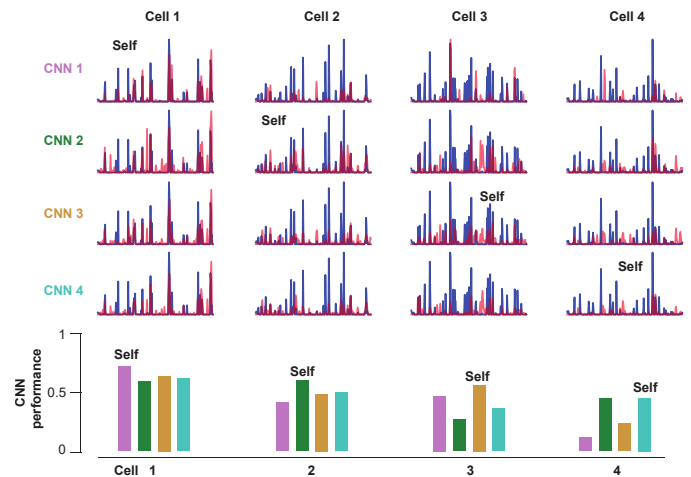 Cell 1 Cell 2 Cell 3 Cell 4
Self
CNN 1
Self
CNN 2
Self
CNN 3
Self
CNN 4
1
Self
Self
Self
Self
CNN
performance
0.5
0
Cell 1 2 3 4